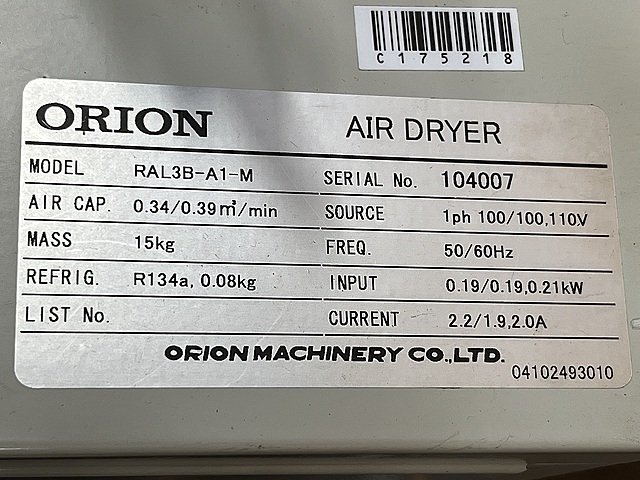 C175218
ORION AIR DRYER
MODEL RAL3B-A1-M SERIAL No. 104007
AIR CAP. 0.34/0.39m³/min SOURCE 1ph 100/100,110V
MASS 15kg FREQ. 50/60Hz
REFRIG. R134a, 0.08kg INPUT 0.19/0.19,0.21kW
LIST No. CURRENT 2.2/1.9,2.0A
ORION MACHINERY CO.,LTD.
04102493010